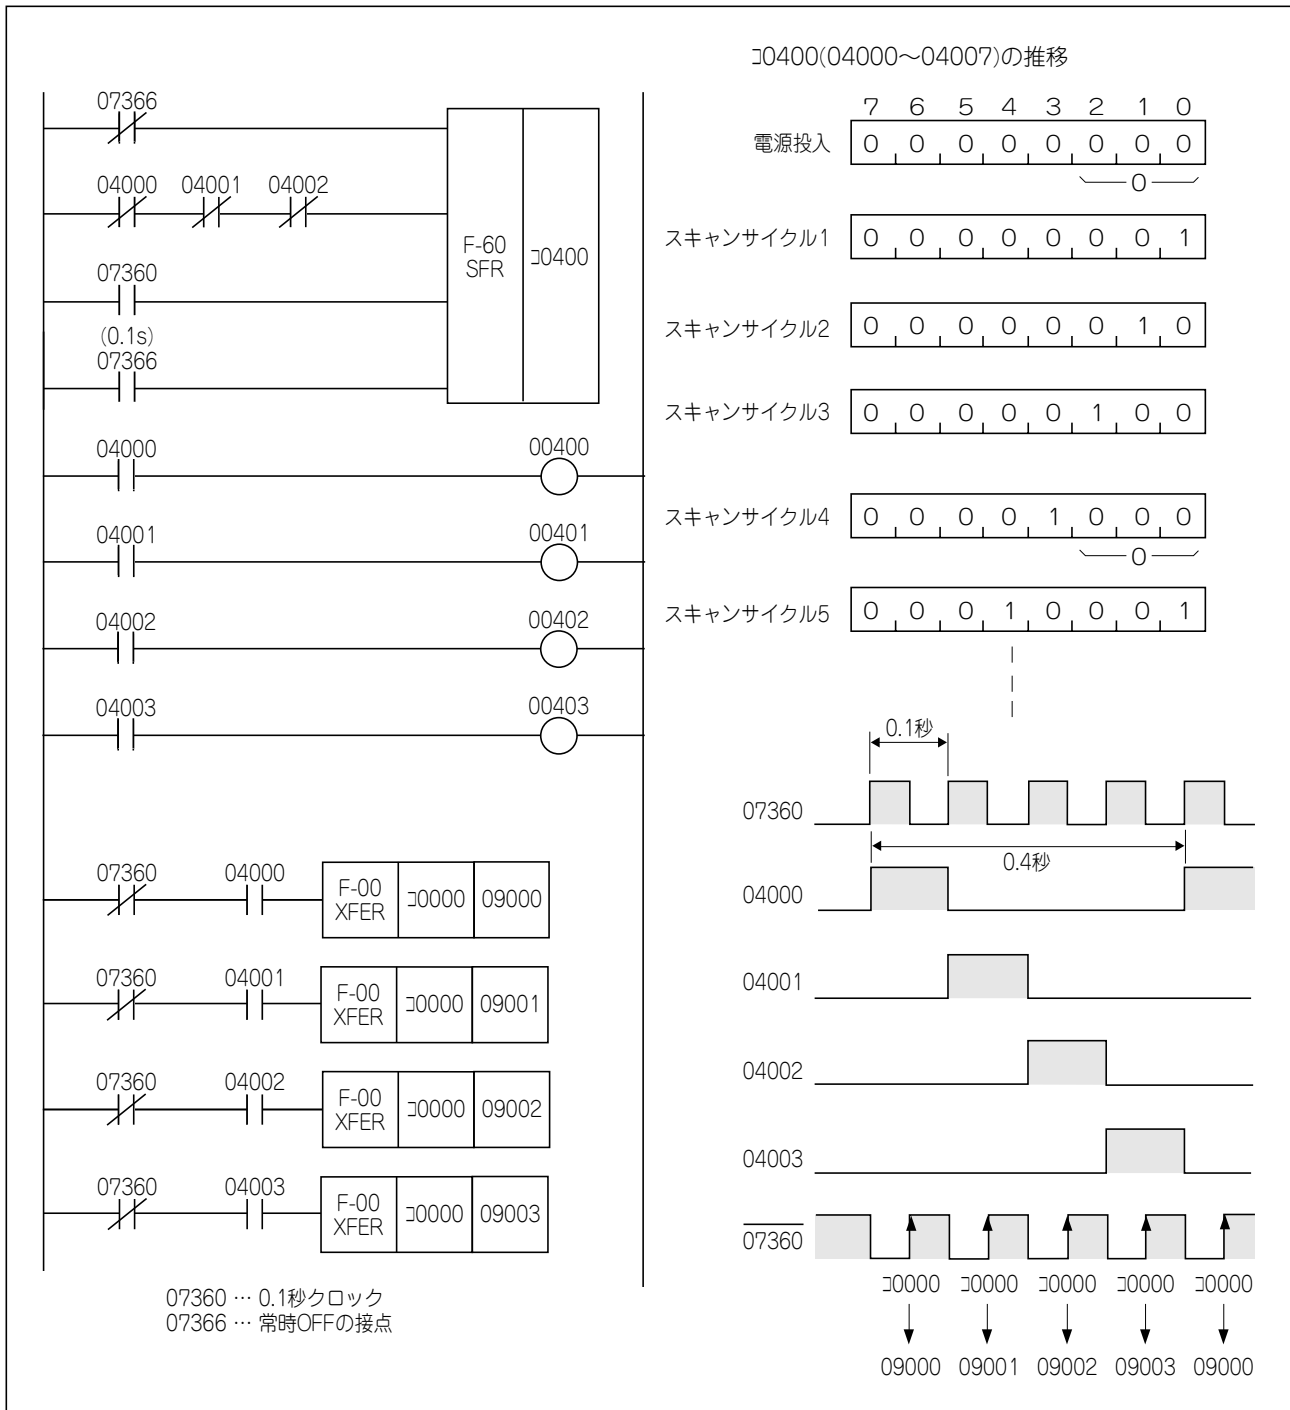 07366
04000 04001 04002
07360
(0.1s)
07366
F-60
SFR
コ0400
04000 00400
04001 00401
04002 00402
04003 00403
07360 04000
F-00
XFER
コ0000 09000
07360 04001
F-00
XFER
コ0000 09001
07360 04002
F-00
XFER
コ0000 09002
07360 04003
F-00
XFER
コ0000 09003
07360 … 0.1秒クロック
07366 … 常時OFFの接点
コ0400(04000〜04007)の推移
7 6 5 4 3 2 1 0
電源投入 0 0 0 0 0 0 0 0
0
スキャンサイクル1 0 0 0 0 0 0 0 1
スキャンサイクル2 0 0 0 0 0 0 1 0
スキャンサイクル3 0 0 0 0 0 1 0 0
スキャンサイクル4 0 0 0 0 1 0 0 0
0
スキャンサイクル5 0 0 0 1 0 0 0 1
0.1秒
07360
0.4秒
04000
04001
04002
04003
07360
コ0000 コ0000 コ0000 コ0000 コ0000
09000 09001 09002 09003 09000